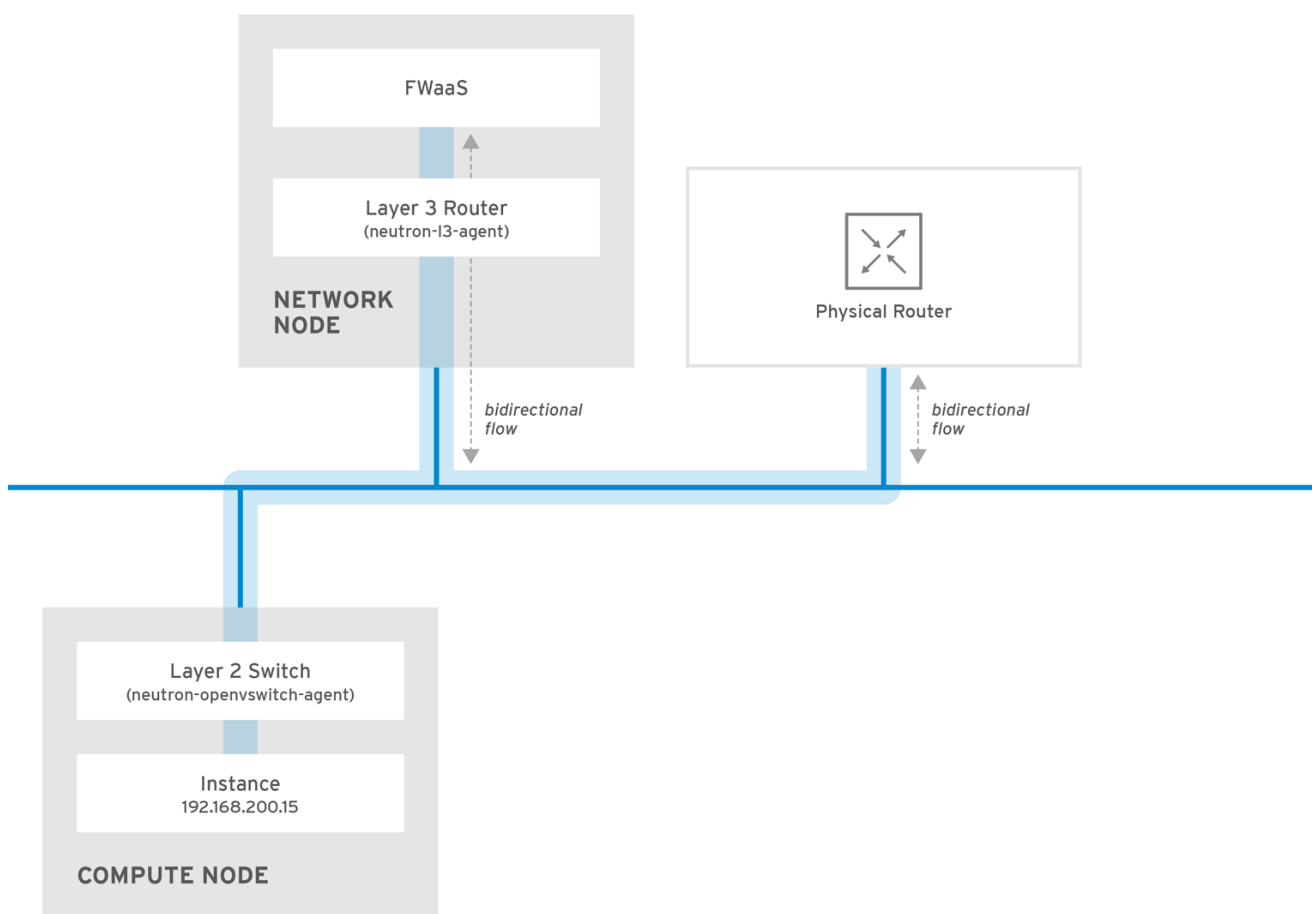 FWaaS
Layer 3 Router
(neutron-l3-agent)
NETWORK
NODE
Physical Router
bidirectional
flow
bidirectional
flow
Layer 2 Switch
(neutron-openvswitch-agent)
Instance
192.168.200.15
COMPUTE NODE